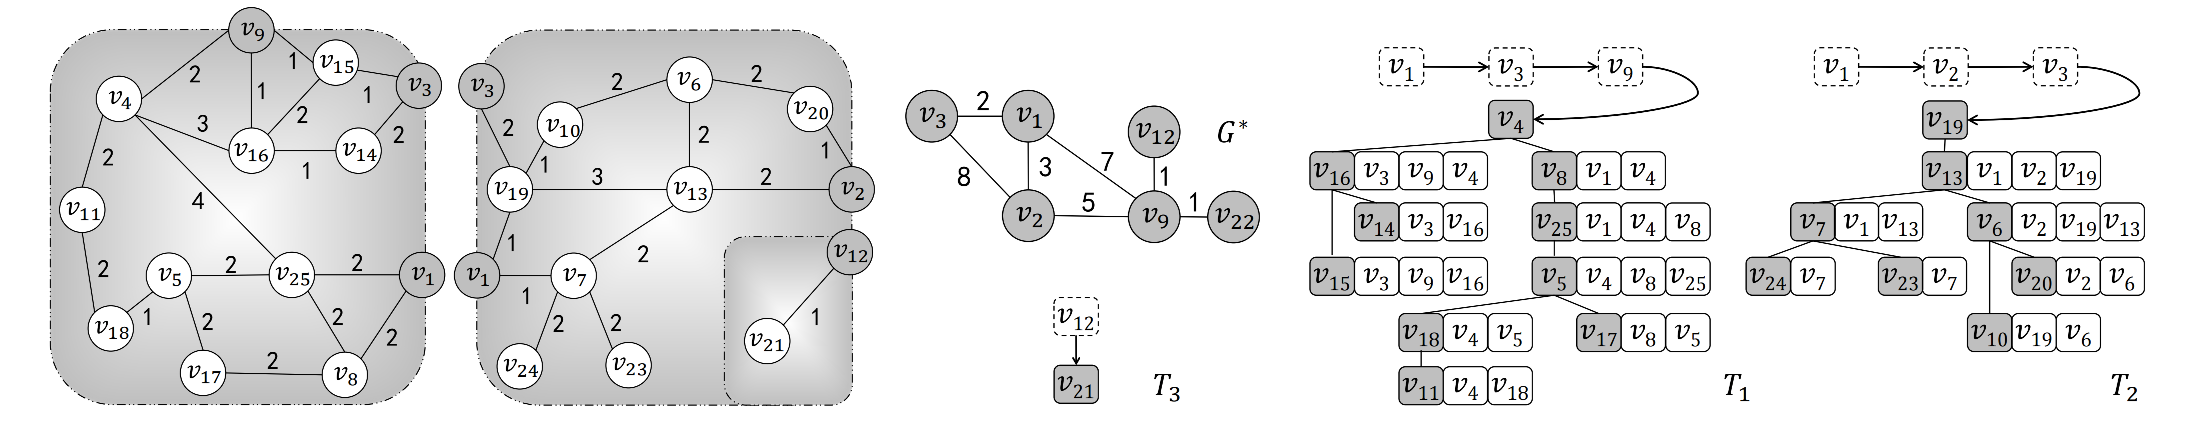 v9
2
1
1
v15
1
v3
v4
3
2
2
v16
1
v14
2
4
v11
2
v5
2
v25
2
v1
v18
1
2
2
2
v17
2
v8
v3
2
v10
2
v6
2
v20
1
2
1
v19
3
v13
2
v2
1
2
v1
1
v7
2
2
v24
v23
v12
1
v21
v3
2
v1
v12
G*
8
3
7
1
v2
5
v9
1
v22
v12
v21
T3
v1
v3
v9
v4
v16 v3 v9 v4
v8 v1 v4
v14 v3 v16
v25 v1 v4 v8
v15 v3 v9 v16
v5 v4 v8 v25
v18 v4 v5
v17 v8 v5
v11 v4 v18
T1
v1
v2
v3
v19
v13 v1 v2 v19
v7 v1 v13
v6 v2 v19 v13
v24 v7
v23 v7
v20 v2 v6
v10 v19 v6
T2